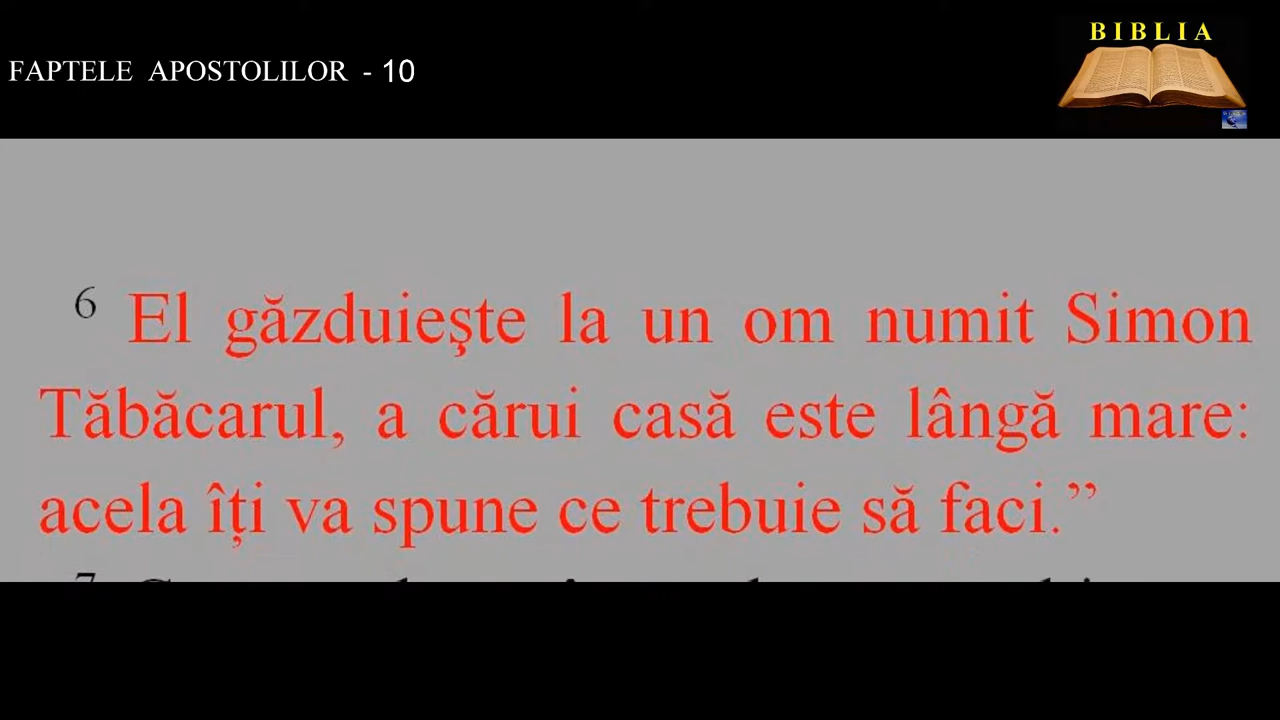 BIBLIA
FAPTELE APOSTOLILOR - 10
6 El găzduieşte la un om numit Simon
Tăbăcarul, a cărui casă este lângă mare:
acela îţi va spune ce trebuie să faci.”